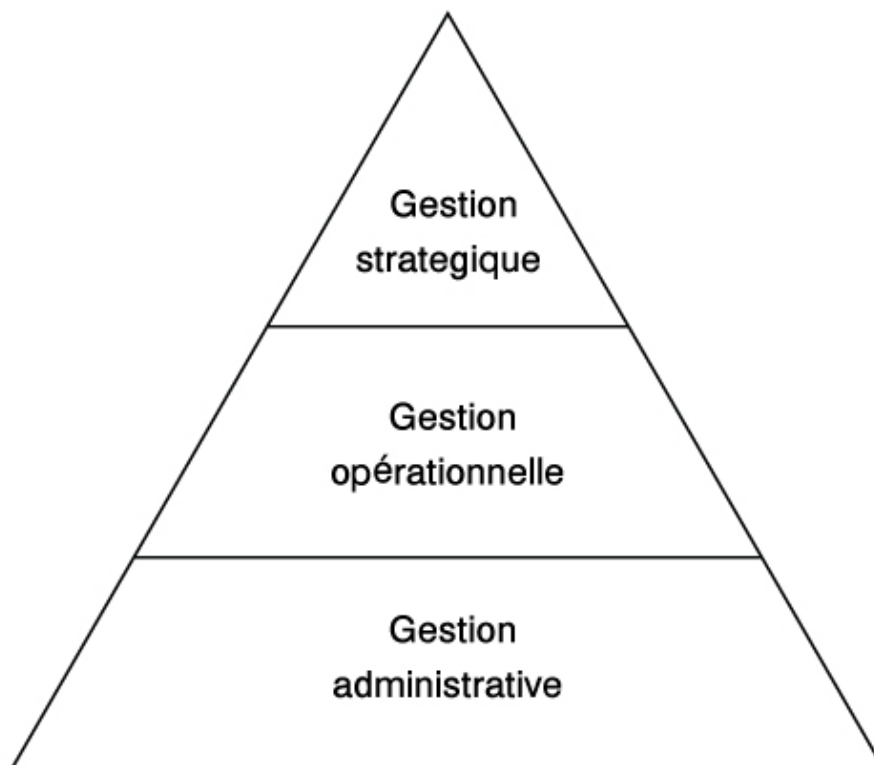 Gestion
strategique
Gestion
opérationnelle
Gestion
administrative